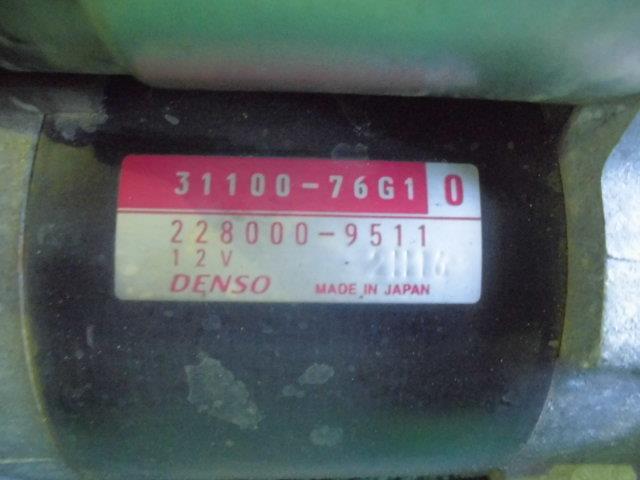 31100-76G1 0
228000-9511
12V
DENSO MADE IN JAPAN